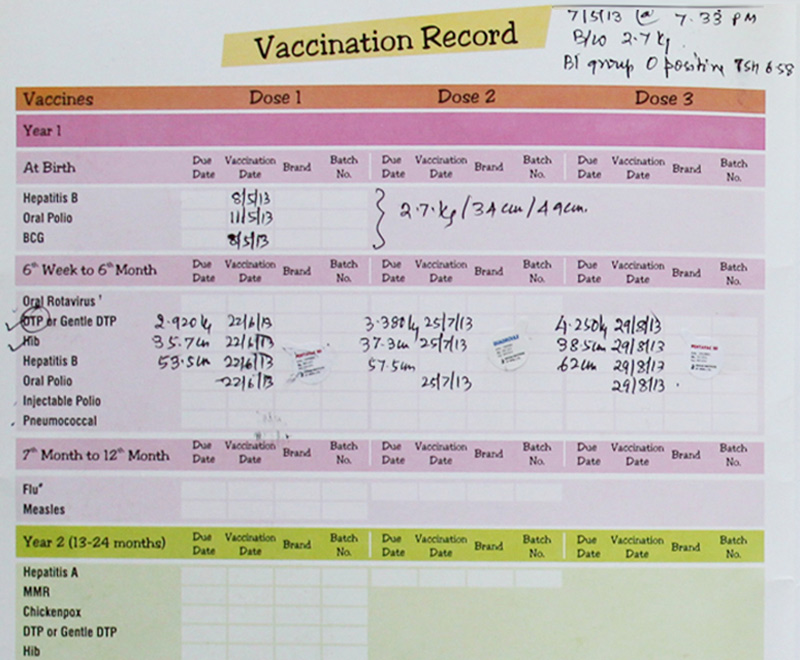 7/5/13 @ 7.33 PM
B/W 2.7 kg
Bl group O positive TSH 6.58
Vaccination Record
Vaccines Dose 1 Dose 2 Dose 3
Year 1
At Birth Due Date Vaccination Date Brand Batch No. Due Date Vaccination Date Brand Batch No. Due Date Vaccination Date Brand Batch No.
Hepatitis B 8/5/13
Oral Polio 11/5/13 2.7 kg/34 cm/49 cm.
BCG 8/5/13
6th Week to 6th Month Due Date Vaccination Date Brand Batch No. Due Date Vaccination Date Brand Batch No. Due Date Vaccination Date Brand Batch No.
Oral Rotavirus†
DTP or Gentle DTP 2.920 kg 22/6/13 3.380 kg 25/7/13 4.250 kg 29/8/13
Hib 35.7 cm 22/6/13 37.3 cm 25/7/13 38.5 cm 29/8/13
Hepatitis B 53.5 cm 22/6/13 57.5 cm 62 cm 29/8/13
Oral Polio 22/6/13 25/7/13 29/8/13
Injectable Polio
Pneumococcal
7th Month to 12th Month Due Date Vaccination Date Brand Batch No. Due Date Vaccination Date Brand Batch No. Due Date Vaccination Date Brand Batch No.
Flu#
Measles
Year 2 (13-24 months) Due Date Vaccination Date Brand Batch No. Due Date Vaccination Date Brand Batch No. Due Date Vaccination Date Brand Batch No.
Hepatitis A
MMR
Chickenpox
DTP or Gentle DTP
Hib